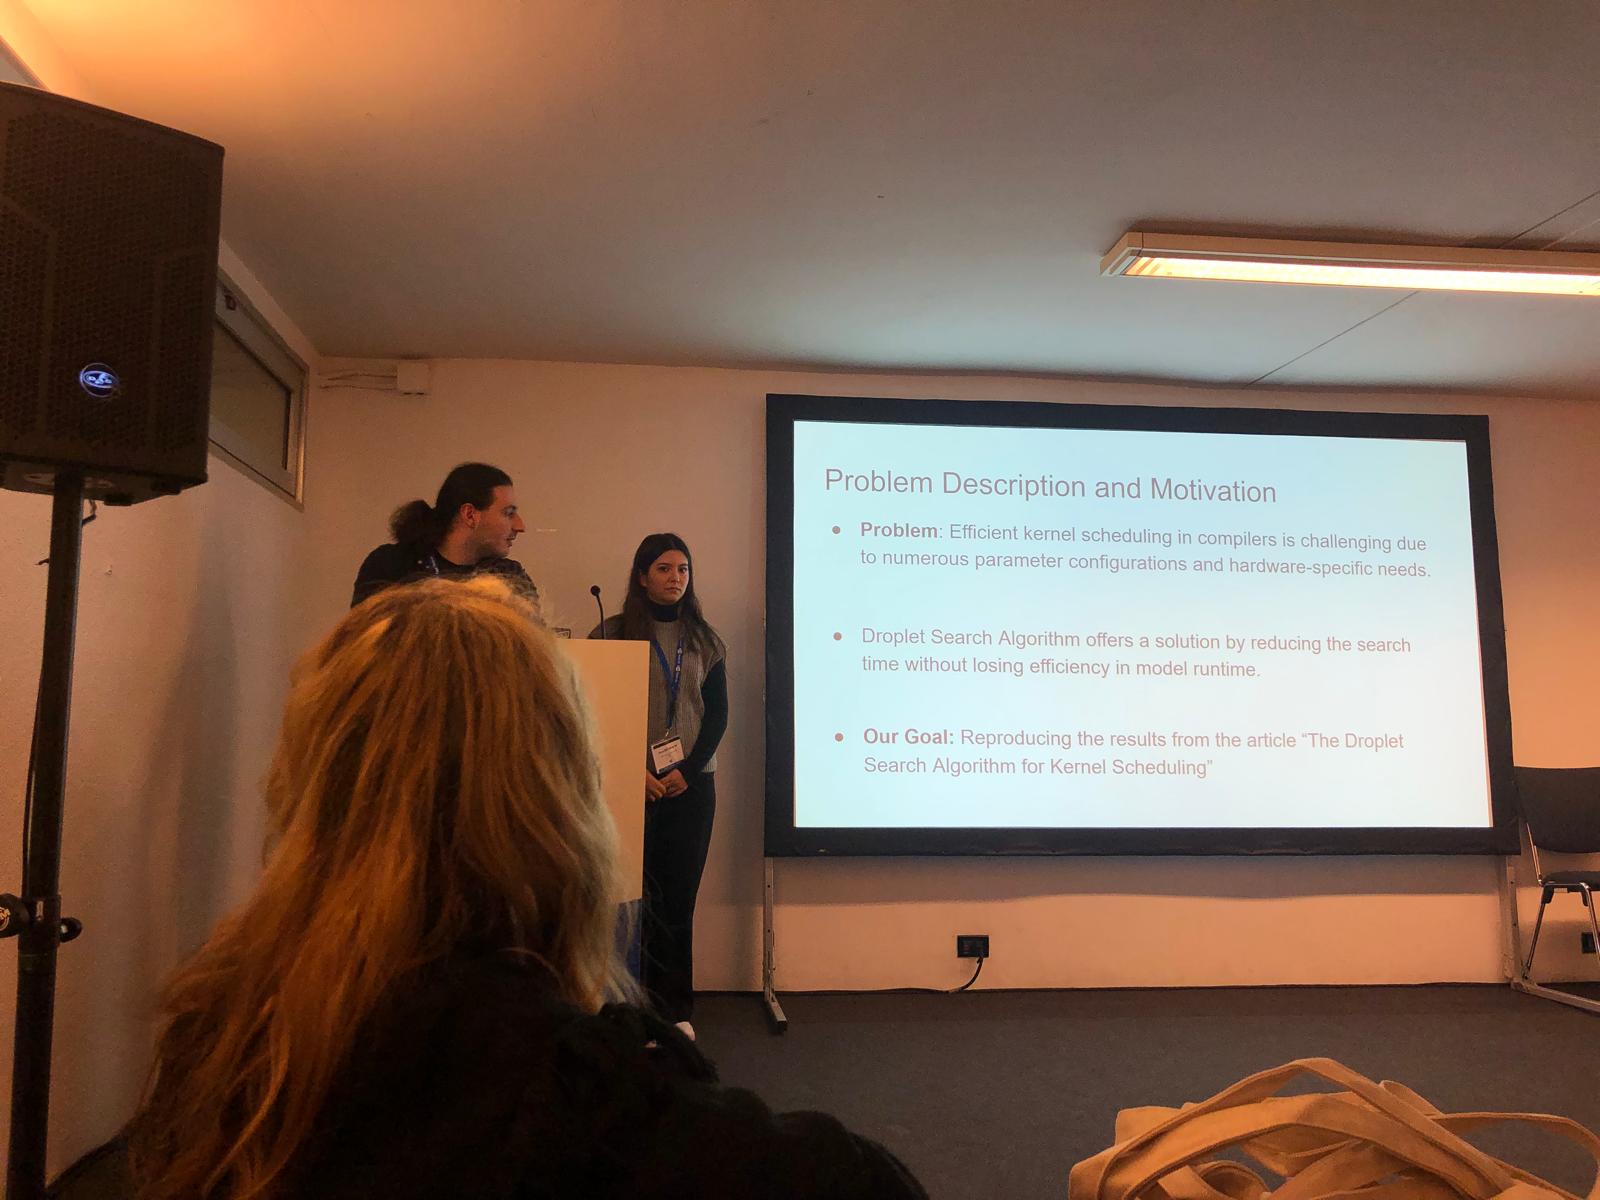 Problem Description and Motivation
● Problem: Efficient kernel scheduling in compilers is challenging due
to numerous parameter configurations and hardware-specific needs.
● Droplet Search Algorithm offers a solution by reducing the search
time without losing efficiency in model runtime.
● Our Goal: Reproducing the results from the article “The Droplet
Search Algorithm for Kernel Scheduling”